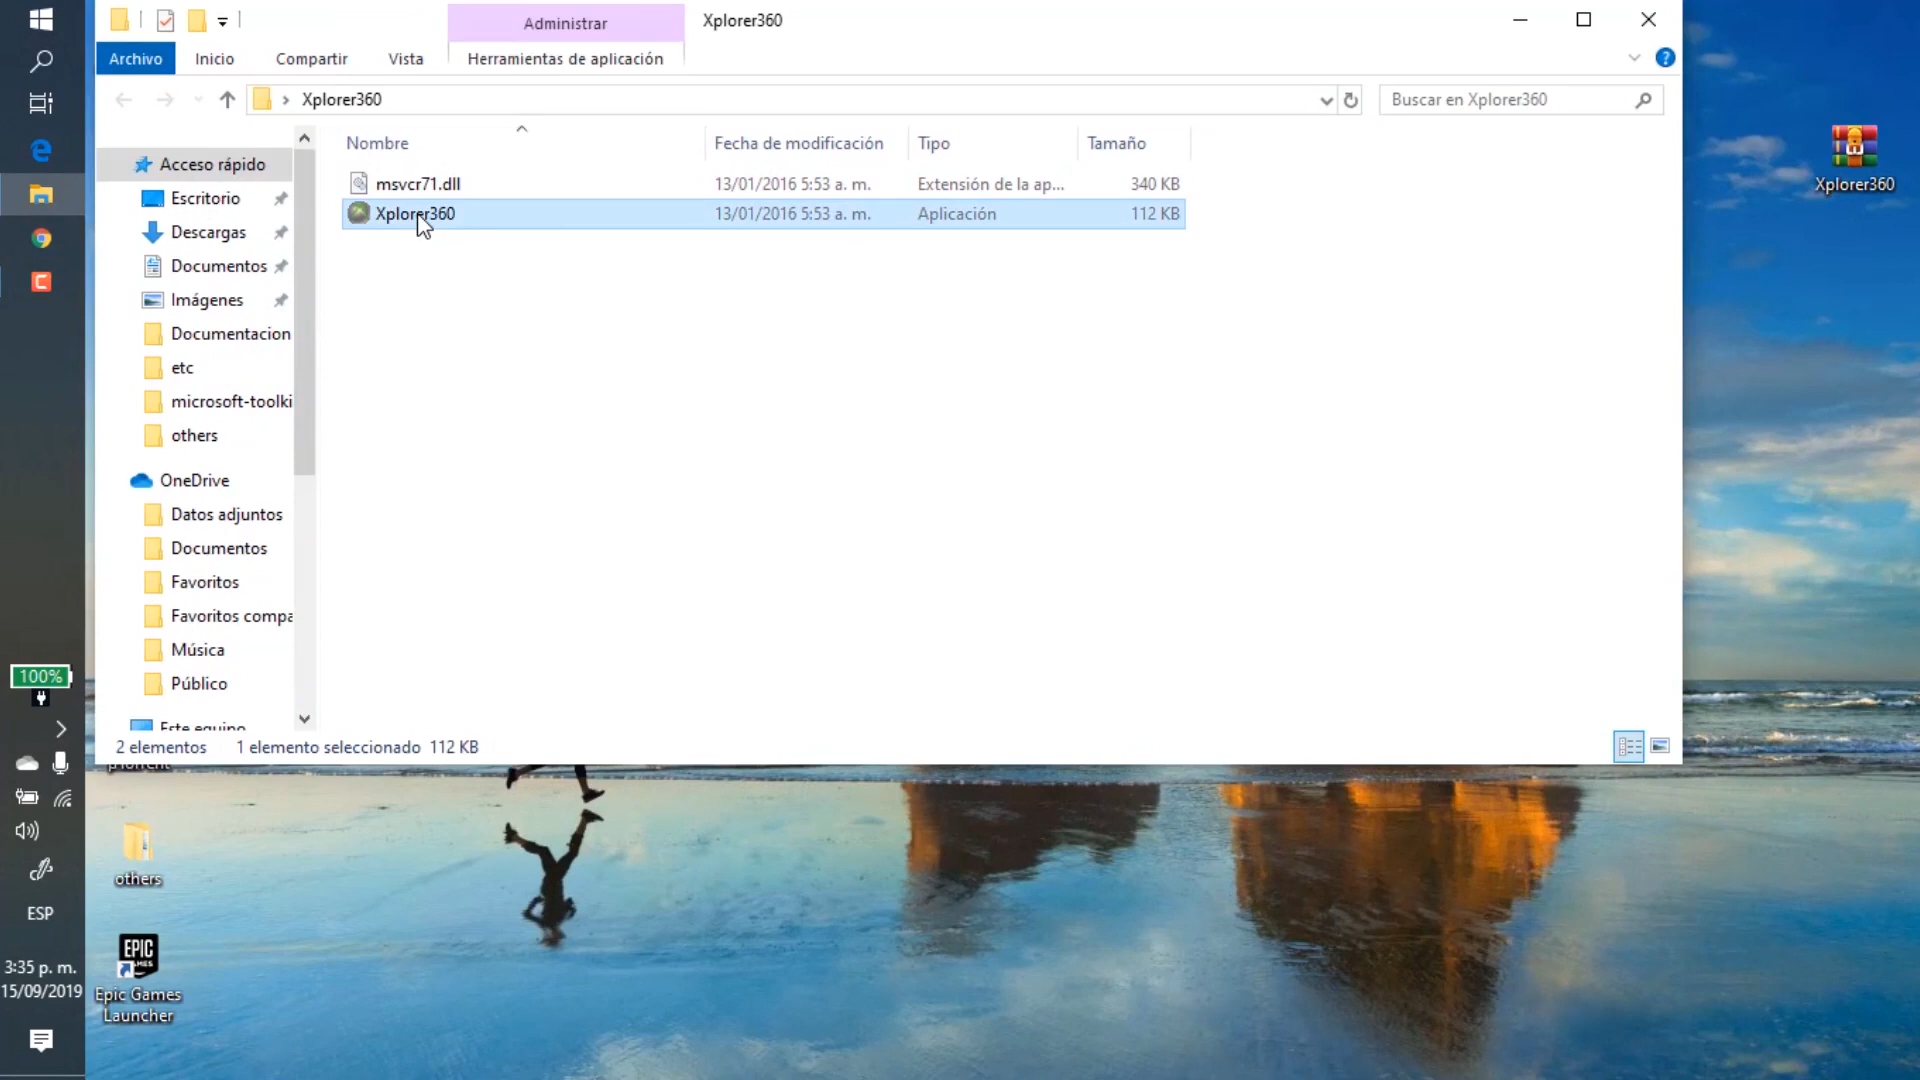 Administrar
Xplorer360
Archivo
Inicio
Compartir
Vista
Herramientas de aplicación
?
Xplorer360
Buscar en Xplorer360
Nombre
Fecha de modificación
Tipo
Tamaño
msvcr71.dll
13/01/2016 5:53 a. m.
Extensión de la ap...
340 KB
Xplorer360
13/01/2016 5:53 a. m.
Aplicación
112 KB
Acceso rápido
Escritorio
Descargas
Documentos
Imágenes
Documentacion
etc
microsoft-toolki
others
OneDrive
Datos adjuntos
Documentos
Favoritos
Favoritos compa
Música
Público
Este equipo
2 elementos
1 elemento seleccionado 112 KB
Xplorer360
100%
ESP
3:35 p. m.
15/09/2019
µTorrent
others
EPIC
GAMES
Epic Games
Launcher